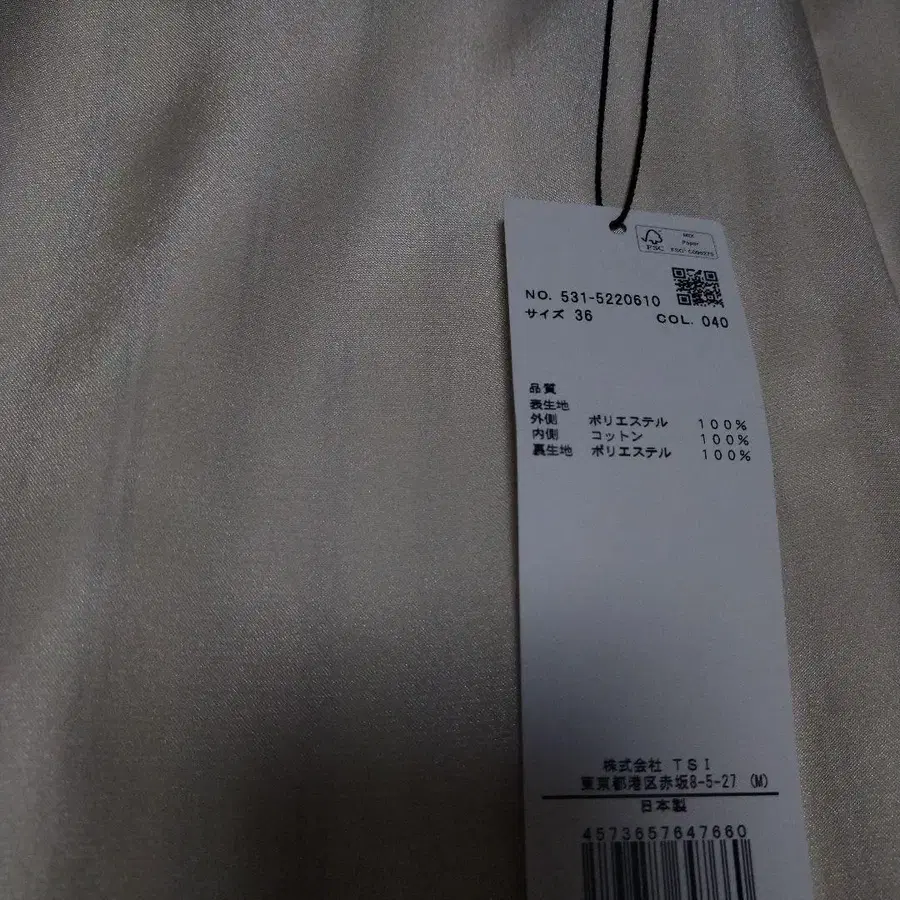 FSC
MIX
Paper
NO. 531-5220610
サイズ 36 COL. 040
品質
表生地
外側 ポリエステル 100%
内側 コットン 100%
裏生地 ポリエステル 100%
株式会社 TSI
東京都港区赤坂8-5-27 (M)
日本製
4573657647660